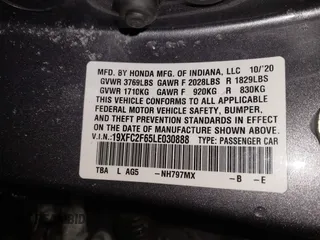 MFD. BY HONDA MFG. OF INDIANA, LLC 10/'20
GVWR 3769LBS GAWR F 2028LBS R 1829LBS
GVWR 1710KG GAWR F 920KG R 830KG
THIS VEHICLE CONFORMS TO ALL APPLICABLE
FEDERAL MOTOR VEHICLE SAFETY, BUMPER,
AND THEFT PREVENTION STANDARDS IN EFFECT
ON THE DATE OF MANUFACTURE SHOWN ABOVE.
V.I.N.: 19XFC2F65LE030888 TYPE: PASSENGER CAR
TBA L AG5 -NH797MX -B -E